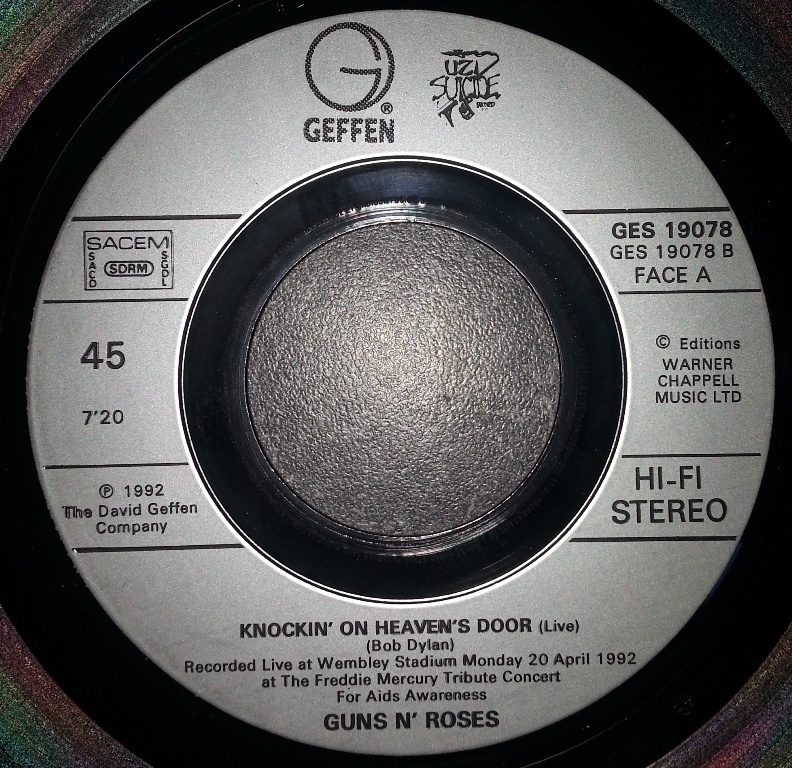 GEFFEN®
UZI
SUICIDE
SACEM
SACD
SDRM
SGDL
GES 19078
GES 19078 B
FACE A
45
7'20
© Editions
WARNER
CHAPPELL
MUSIC LTD
℗ 1992
The David Geffen
Company
HI-FI
STEREO
KNOCKIN' ON HEAVEN'S DOOR (Live)
(Bob Dylan)
Recorded Live at Wembley Stadium Monday 20 April 1992
at The Freddie Mercury Tribute Concert
For Aids Awareness
GUNS N' ROSES